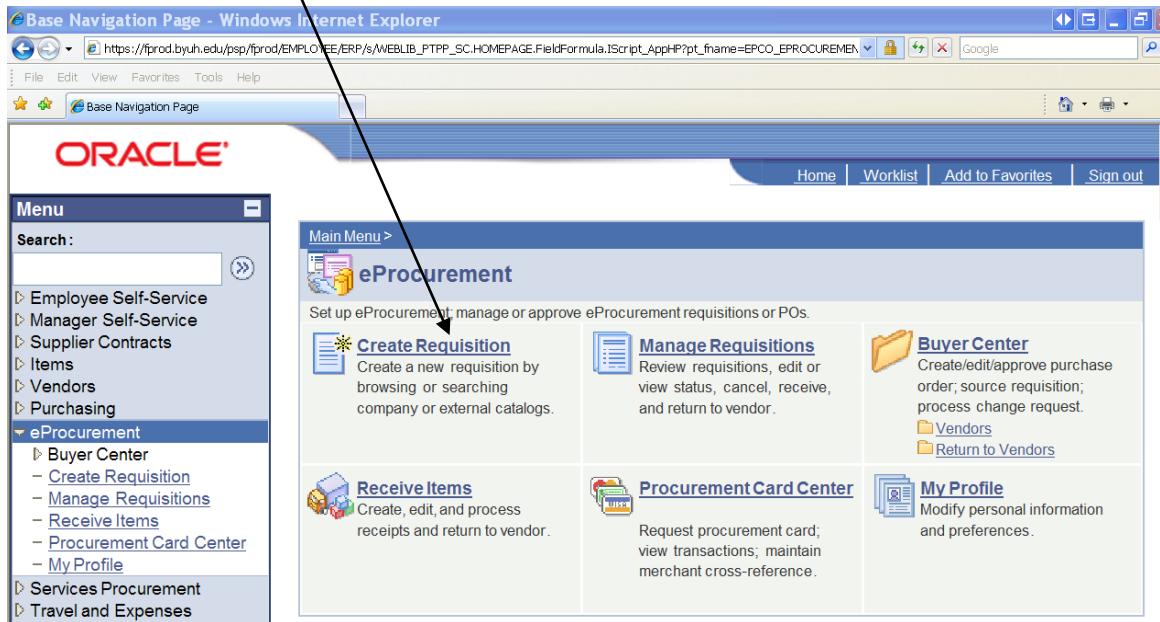 Base Navigation Page - Windows Internet Explorer
https://fprod.byuh.edu/psp/fprod/EMPLOYEE/ERP/s/WEBLIB_PTPP_SC.HOMEPAGE.FieldFormula.IScript_AppHP?pt_fname=EPCO_EPROCUREMEN
Google
File Edit View Favorites Tools Help
Base Navigation Page
ORACLE
Home Worklist Add to Favorites Sign out
Menu
Search:
Employee Self-Service
Manager Self-Service
Supplier Contracts
Items
Vendors
Purchasing
eProcurement
Buyer Center
– Create Requisition
– Manage Requisitions
– Receive Items
– Procurement Card Center
– My Profile
Services Procurement
Travel and Expenses
Main Menu >
eProcurement
Set up eProcurement; manage or approve eProcurement requisitions or POs.
Create Requisition
Create a new requisition by
browsing or searching
company or external catalogs.
Manage Requisitions
Review requisitions, edit or
view status, cancel, receive,
and return to vendor.
Buyer Center
Create/edit/approve purchase
order; source requisition;
process change request.
Vendors
Return to Vendors
Receive Items
Create, edit, and process
receipts and return to vendor.
Procurement Card Center
Request procurement card;
view transactions; maintain
merchant cross-reference.
My Profile
Modify personal information
and preferences.